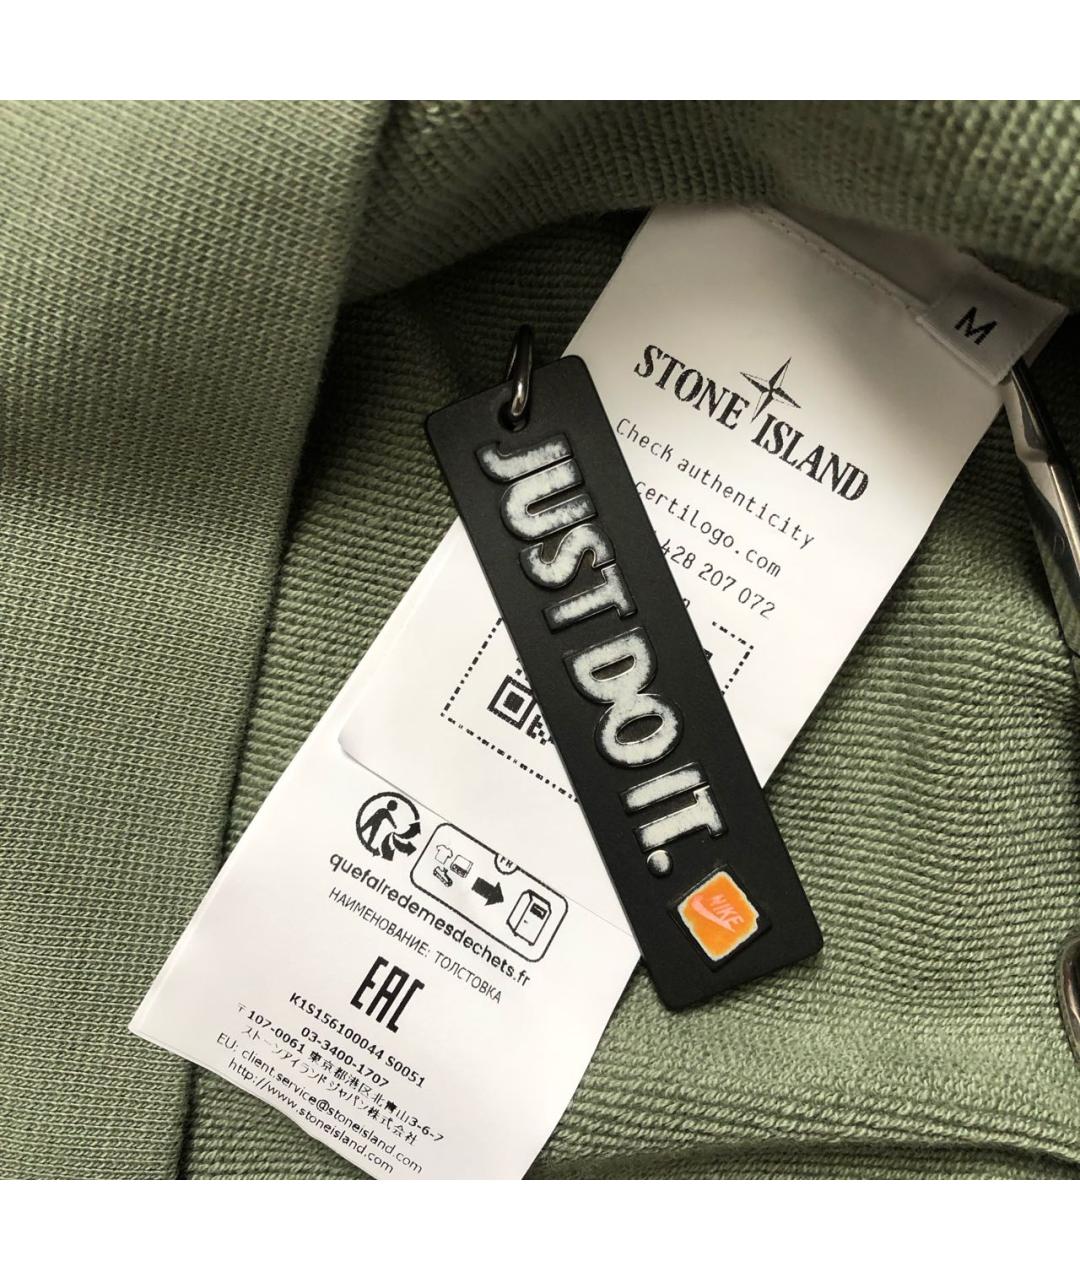 M
STONE ISLAND
Check authenticity
certilogo.com
428 207 072
JUST DO IT.
NIKE
FR
quefairedemesdechets.fr
НАИМЕНОВАНИЕ: ТОЛСТОВКА
EAC
K1S156100044 S0051
03-3400-1707
〒107-0061 東京都港区北青山3-6-7
ストーンアイランドジャパン株式会社
EU: client.service@stoneisland.com
http://www.stoneisland.com